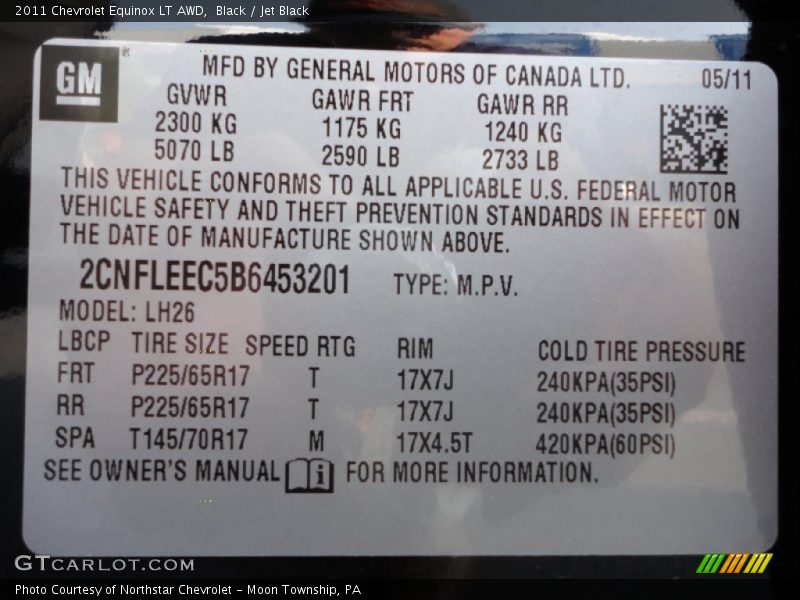 2011 Chevrolet Equinox LT AWD,  Black / Jet Black
GM
MFD BY GENERAL MOTORS OF CANADA LTD. 05/11
GVWR GAWR FRT GAWR RR
2300 KG 1175 KG 1240 KG
5070 LB 2590 LB 2733 LB
THIS VEHICLE CONFORMS TO ALL APPLICABLE U.S. FEDERAL MOTOR
VEHICLE SAFETY AND THEFT PREVENTION STANDARDS IN EFFECT ON
THE DATE OF MANUFACTURE SHOWN ABOVE.
2CNFLEEC5B6453201 TYPE: M.P.V.
MODEL: LH26
LBCP TIRE SIZE SPEED RTG RIM COLD TIRE PRESSURE
FRT P225/65R17 T 17X7J 240KPA(35PSI)
RR P225/65R17 T 17X7J 240KPA(35PSI)
SPA T145/70R17 M 17X4.5T 420KPA(60PSI)
SEE OWNER'S MANUAL i FOR MORE INFORMATION.
GTCARLOT.COM
Photo Courtesy of Northstar Chevrolet - Moon Township, PA